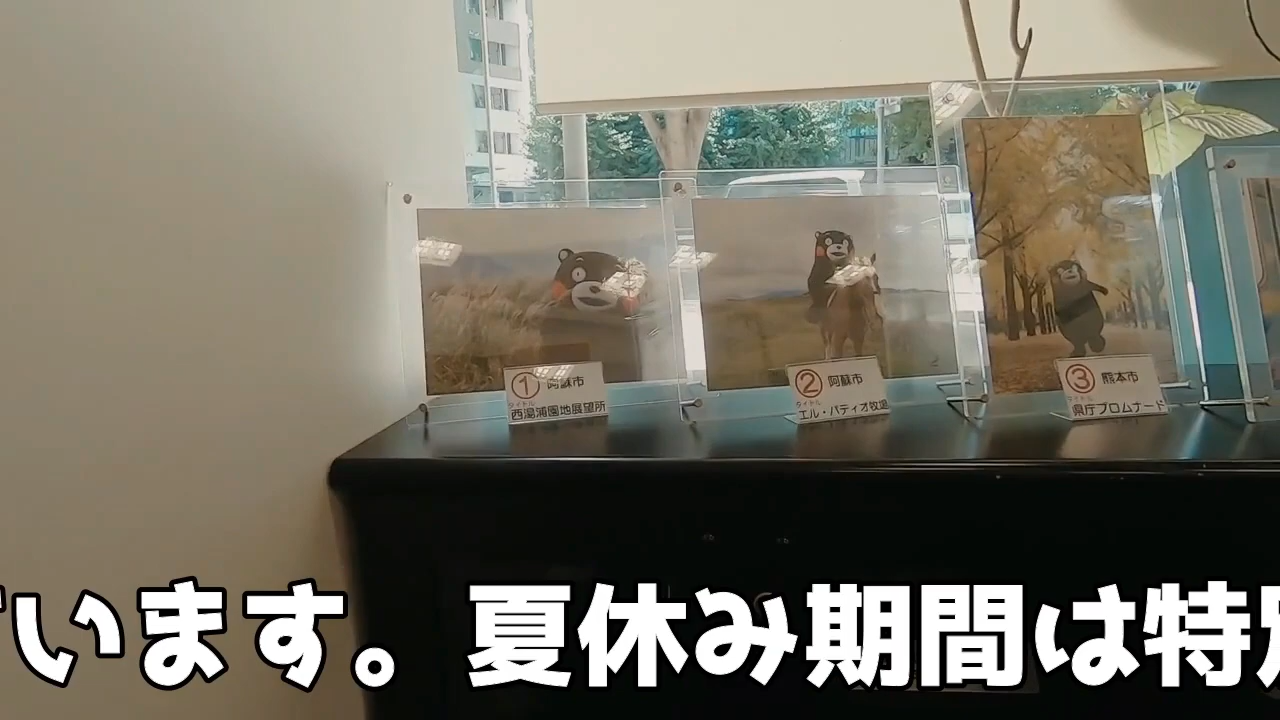 ① 阿蘇市
タイトル
西湯浦園地展望所
② 阿蘇市
タイトル
エル・パティオ牧場
③ 熊本市
タイトル
県庁プロムナード
います。夏休み期間は特